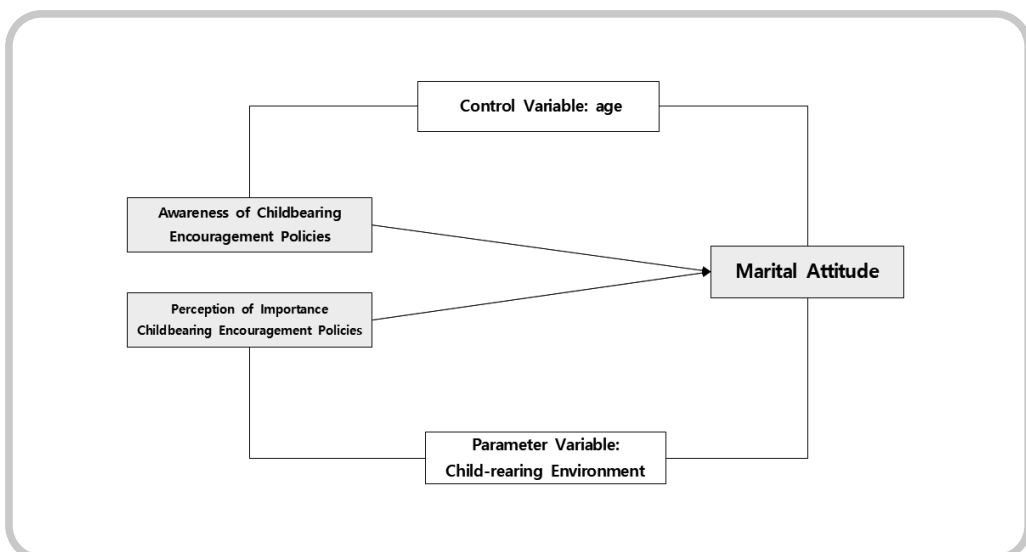 Control Variable: age
Awareness of Childbearing
Encouragement Policies
Marital Attitude
Perception of Importance
Childbearing Encouragement Policies
Parameter Variable:
Child-rearing Environment